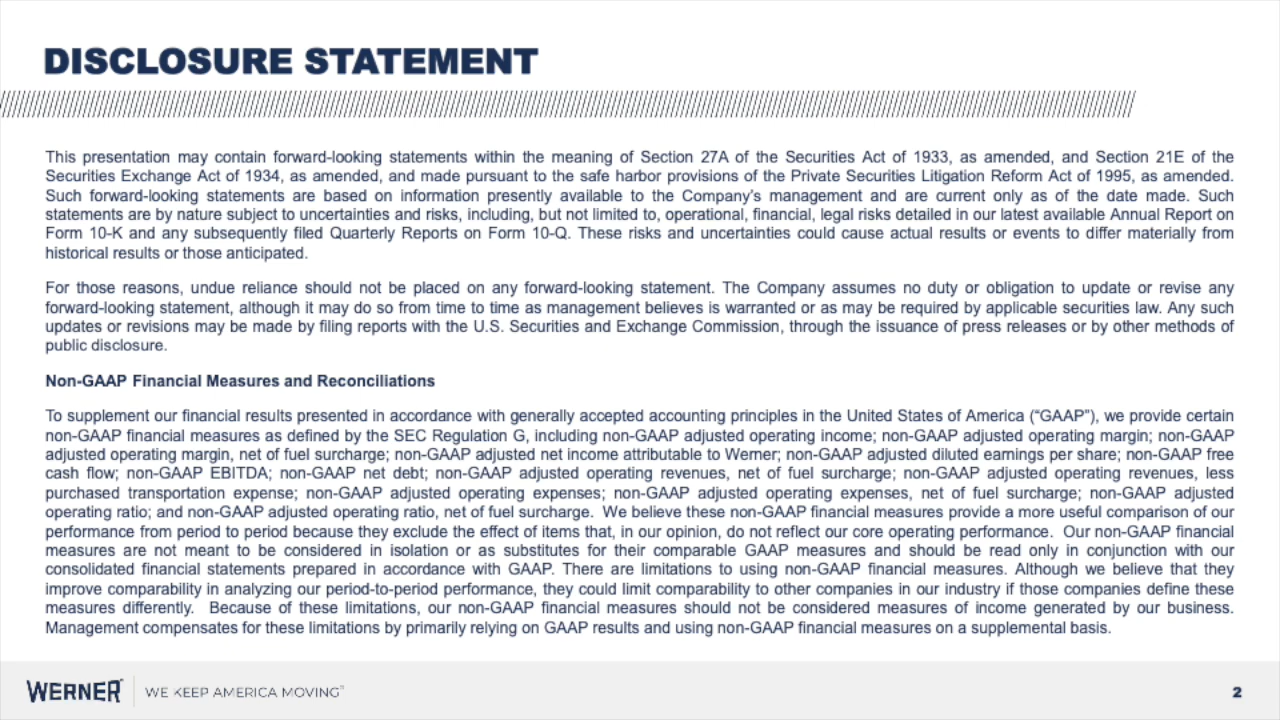 DISCLOSURE STATEMENT
This presentation may contain forward-looking statements within the meaning of Section 27A of the Securities Act of 1933, as amended, and Section 21E of the
Securities Exchange Act of 1934, as amended, and made pursuant to the safe harbor provisions of the Private Securities Litigation Reform Act of 1995, as amended.
Such forward-looking statements are based on information presently available to the Company’s management and are current only as of the date made. Such
statements are by nature subject to uncertainties and risks, including, but not limited to, operational, financial, legal risks detailed in our latest available Annual Report on
Form 10-K and any subsequently filed Quarterly Reports on Form 10-Q. These risks and uncertainties could cause actual results or events to differ materially from
historical results or those anticipated.
For those reasons, undue reliance should not be placed on any forward-looking statement. The Company assumes no duty or obligation to update or revise any
forward-looking statement, although it may do so from time to time as management believes is warranted or as may be required by applicable securities law. Any such
updates or revisions may be made by filing reports with the U.S. Securities and Exchange Commission, through the issuance of press releases or by other methods of
public disclosure.
Non-GAAP Financial Measures and Reconciliations
To supplement our financial results presented in accordance with generally accepted accounting principles in the United States of America (“GAAP”), we provide certain
non-GAAP financial measures as defined by the SEC Regulation G, including non-GAAP adjusted operating income; non-GAAP adjusted operating margin; non-GAAP
adjusted operating margin, net of fuel surcharge; non-GAAP adjusted net income attributable to Werner; non-GAAP adjusted diluted earnings per share; non-GAAP free
cash flow; non-GAAP EBITDA; non-GAAP net debt; non-GAAP adjusted operating revenues, net of fuel surcharge; non-GAAP adjusted operating revenues, less
purchased transportation expense; non-GAAP adjusted operating expenses; non-GAAP adjusted operating expenses, net of fuel surcharge; non-GAAP adjusted
operating ratio; and non-GAAP adjusted operating ratio, net of fuel surcharge.  We believe these non-GAAP financial measures provide a more useful comparison of our
performance from period to period because they exclude the effect of items that, in our opinion, do not reflect our core operating performance.  Our non-GAAP financial
measures are not meant to be considered in isolation or as substitutes for their comparable GAAP measures and should be read only in conjunction with our
consolidated financial statements prepared in accordance with GAAP. There are limitations to using non-GAAP financial measures. Although we believe that they
improve comparability in analyzing our period-to-period performance, they could limit comparability to other companies in our industry if those companies define these
measures differently.  Because of these limitations, our non-GAAP financial measures should not be considered measures of income generated by our business.
Management compensates for these limitations by primarily relying on GAAP results and using non-GAAP financial measures on a supplemental basis.
WERNER WE KEEP AMERICA MOVING 2